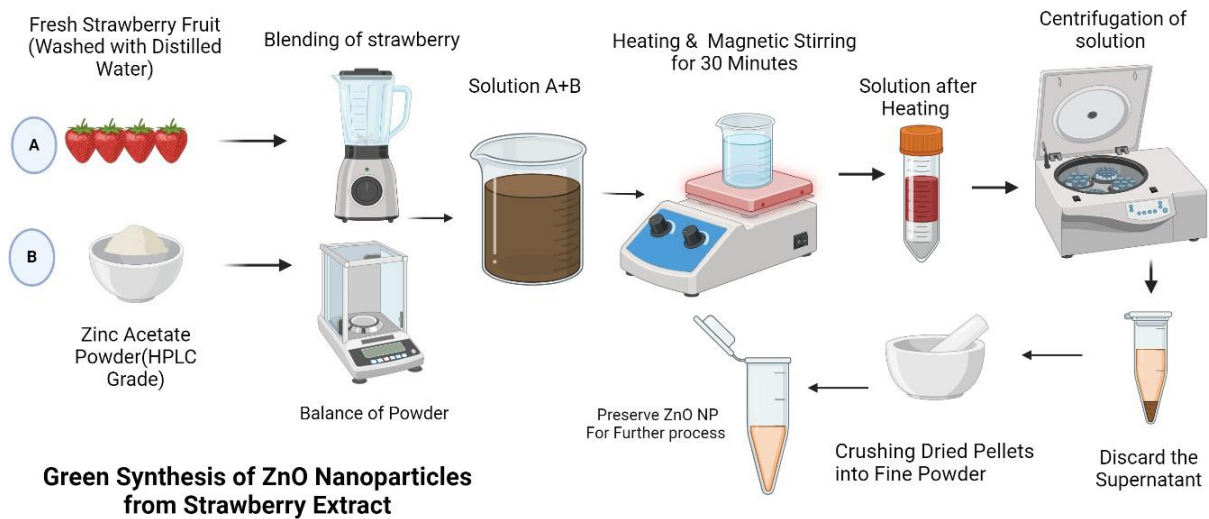 Fresh Strawberry Fruit
(Washed with Distilled
Water)
Blending of strawberry
Solution A+B
Heating &  Magnetic Stirring
for 30 Minutes
Solution after
Heating
Centrifugation of
solution
A
B
Zinc Acetate
Powder(HPLC
Grade)
Balance of Powder
Preserve ZnO NP
For Further process
Crushing Dried Pellets
into Fine Powder
Discard the
Supernatant
Green Synthesis of ZnO Nanoparticles
from Strawberry Extract